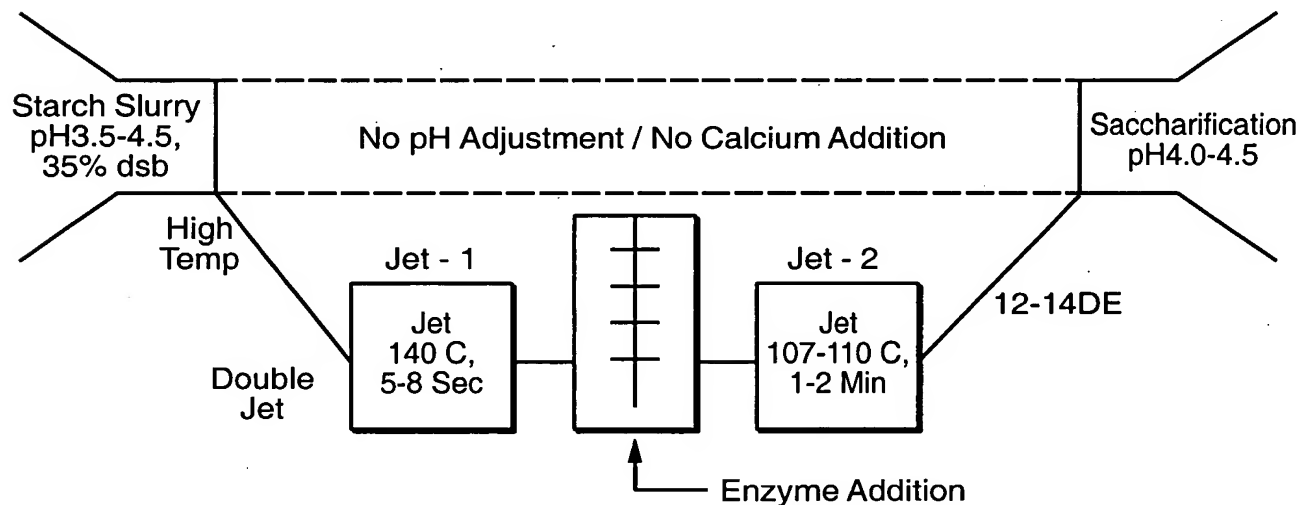 Starch Slurry
pH3.5-4.5,
35% dsb
No pH Adjustment / No Calcium Addition
Saccharification
pH4.0-4.5
High
Temp
Double
Jet
Jet - 1
Jet
140 C,
5-8 Sec
Jet - 2
Jet
107-110 C,
1-2 Min
12-14DE
Enzyme Addition